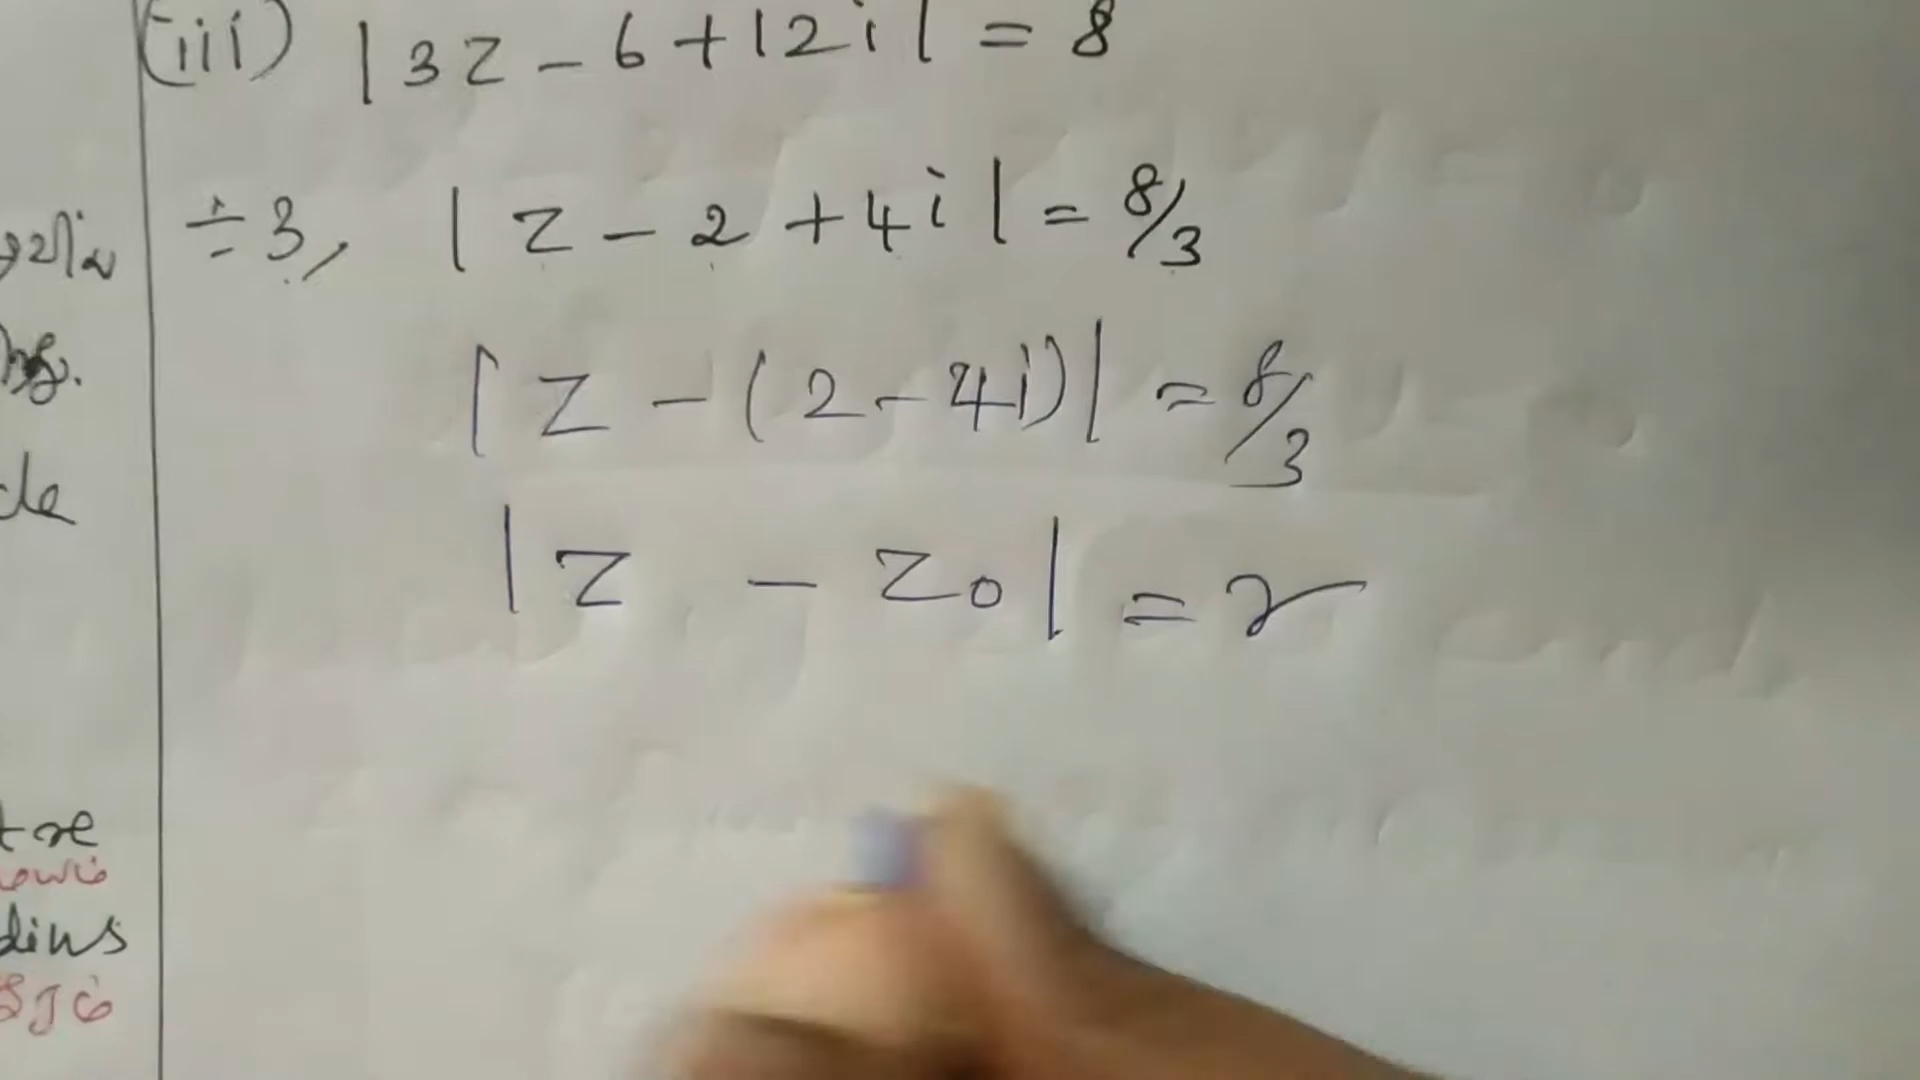 (iii) |3z - 6 + 12i| = 8
÷3, |z - 2 + 4i| = 8/3
|z - (2 - 4i)| = 8/3
|z - z₀| = r